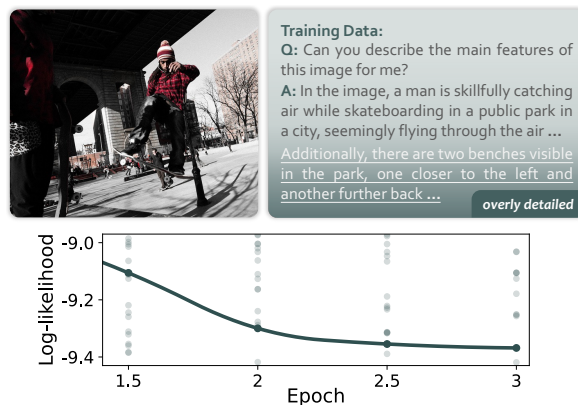 Training Data:
Q: Can you describe the main features of
this image for me?
A: In the image, a man is skillfully catching
air while skateboarding in a public park in
a city, seemingly flying through the air ...
Additionally, there are two benches visible
in the park, one closer to the left and
another further back ...
overly detailed
Log-likelihood
-9.0
-9.2
-9.4
1.5
2
2.5
3
Epoch